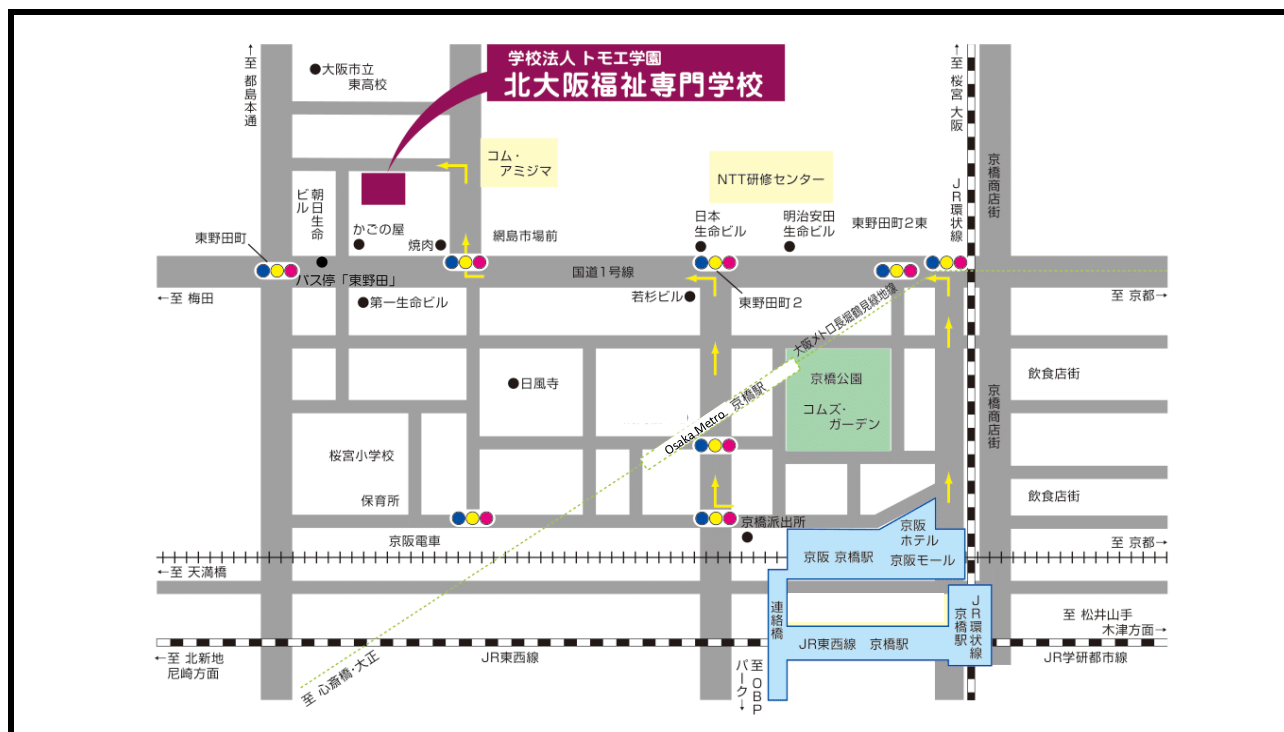 学校法人 トモエ学園
北大阪福祉専門学校
←至 都島本通
大阪市立
東高校
←至 桜宮 大阪
コム・
アミジマ
NTT研修センター
京橋商店街
JR環状線
朝日生命
ビル
かごの屋
焼肉
網島市場前
日本
生命ビル
明治安田
生命ビル
東野田町2東
東野田町
バス停「東野田」
国道1号線
←至 梅田
第一生命ビル
若杉ビル
東野田町2
至 京都→
大阪メトロ長堀鶴見緑地線
日風寺
京橋公園
コムズ・
ガーデン
飲食店街
京橋商店街
Osaka Metro 京橋駅
桜宮小学校
保育所
飲食店街
京橋派出所
京阪電車
京阪
ホテル
京阪 京橋駅
京阪モール
至 京都→
←至 天満橋
連絡橋
JR環状線
京橋駅
至 松井山手
木津方面→
JR東西線 京橋駅
←至 北新地
尼崎方面
JR東西線
JR学研都市線
至 心斎橋・大正
至OBP
パーク→